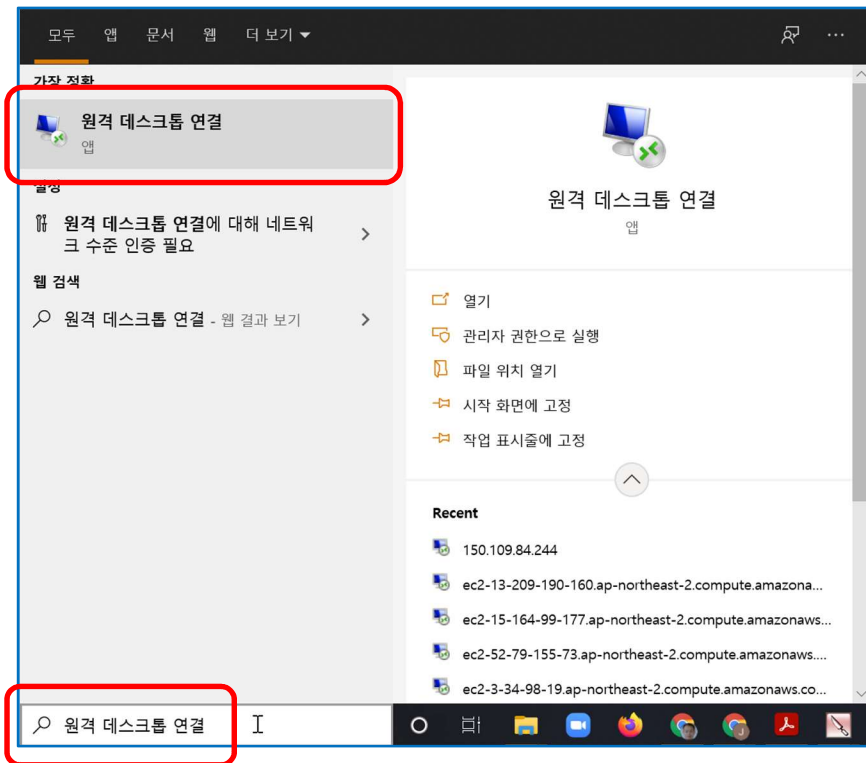 모두 앱 문서 웹 더 보기
가장 정확
원격 데스크톱 연결
앱
설정
원격 데스크톱 연결에 대해 네트워
크 수준 인증 필요
웹 검색
원격 데스크톱 연결 - 웹 결과 보기
원격 데스크톱 연결
앱
열기
관리자 권한으로 실행
파일 위치 열기
시작 화면에 고정
작업 표시줄에 고정
Recent
150.109.84.244
ec2-13-209-190-160.ap-northeast-2.compute.amazona...
ec2-15-164-99-177.ap-northeast-2.compute.amazonaws...
ec2-52-79-155-73.ap-northeast-2.compute.amazonaws....
ec2-3-34-98-19.ap-northeast-2.compute.amazonaws.co...
원격 데스크톱 연결